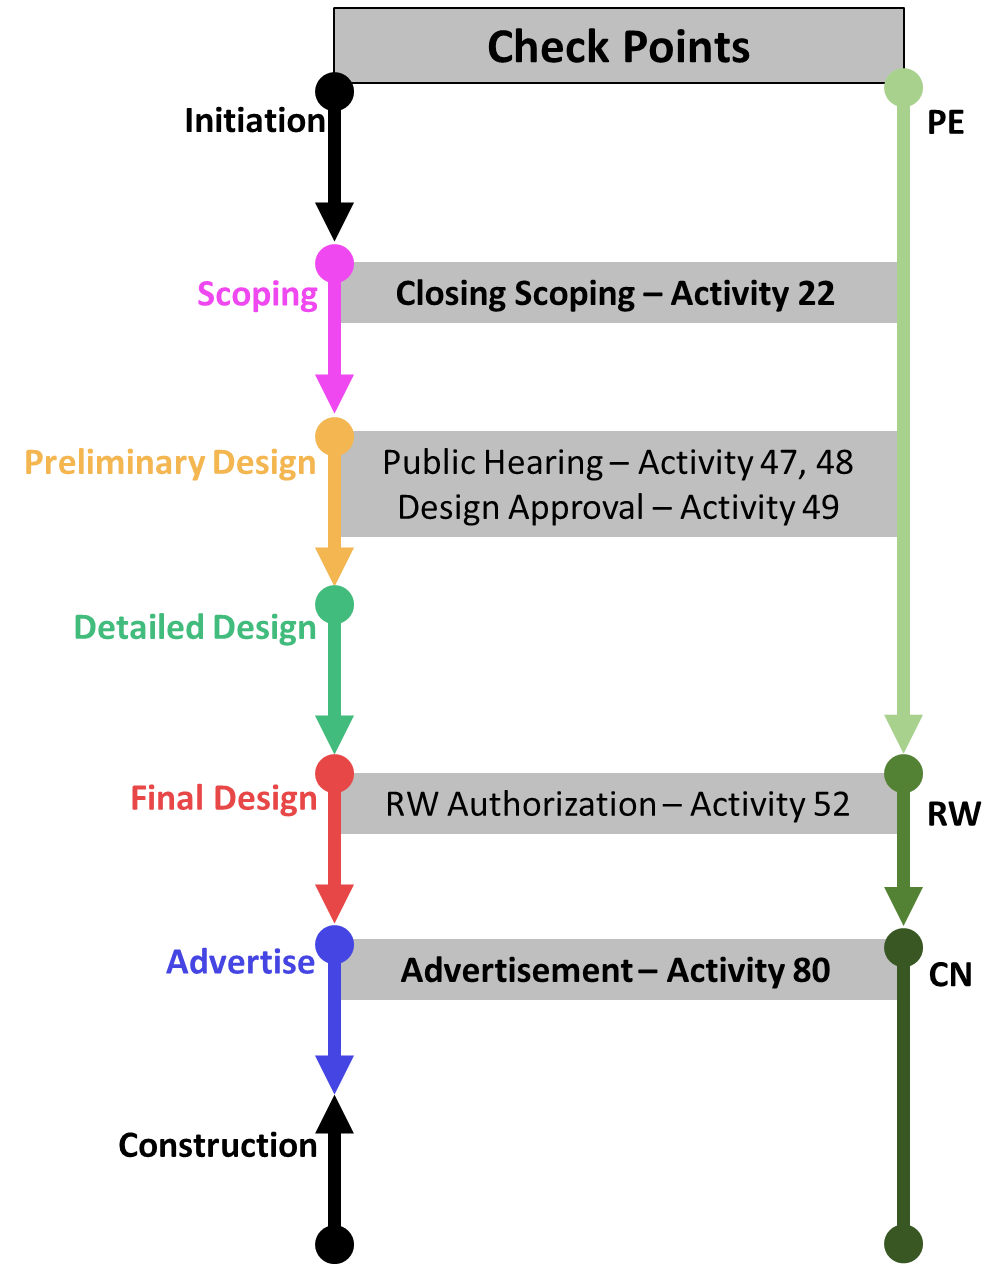 Check Points
Initiation
PE
Scoping
Closing Scoping – Activity 22
Preliminary Design
Public Hearing – Activity 47, 48
Design Approval – Activity 49
Detailed Design
Final Design
RW Authorization – Activity 52
RW
Advertise
Advertisement – Activity 80
CN
Construction